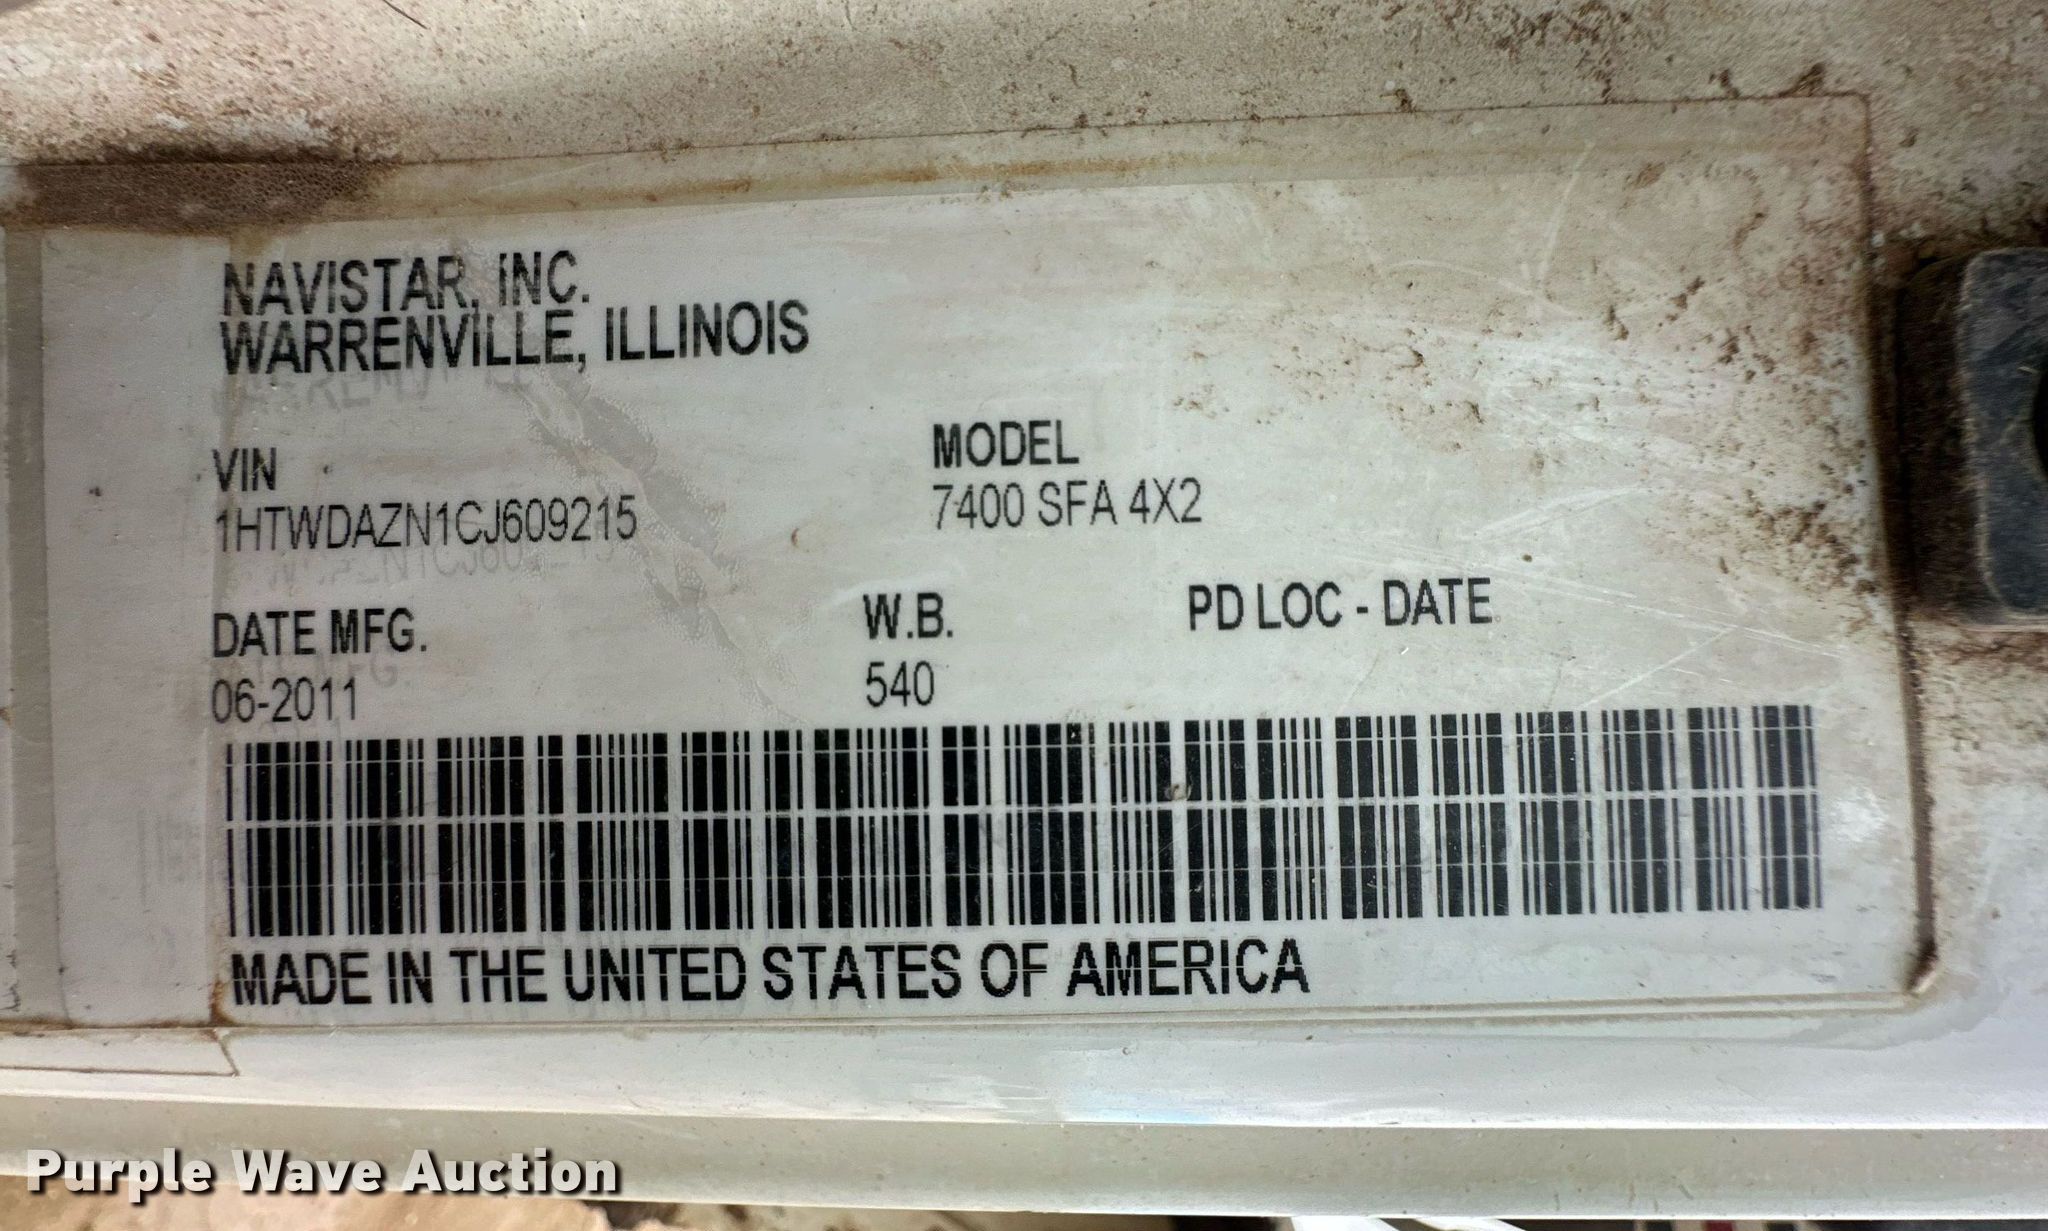 NAVISTAR, INC.
WARRENVILLE, ILLINOIS
VIN
1HTWDAZN1CJ609215
MODEL
7400 SFA 4X2
DATE MFG.
06-2011
W.B.
540
PD LOC - DATE
MADE IN THE UNITED STATES OF AMERICA
Purple Wave Auction